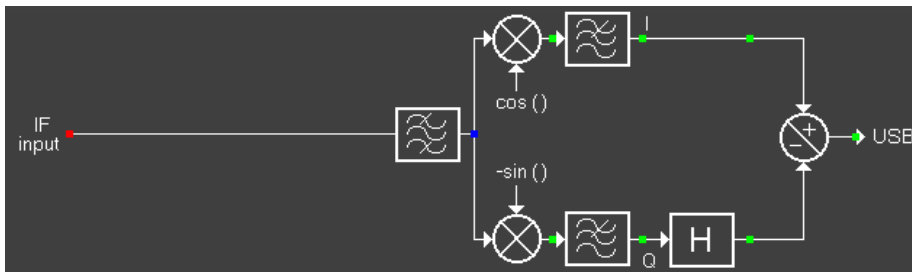 I
cos ()
IF
input
+
−
USB
-sin ()
H
Q